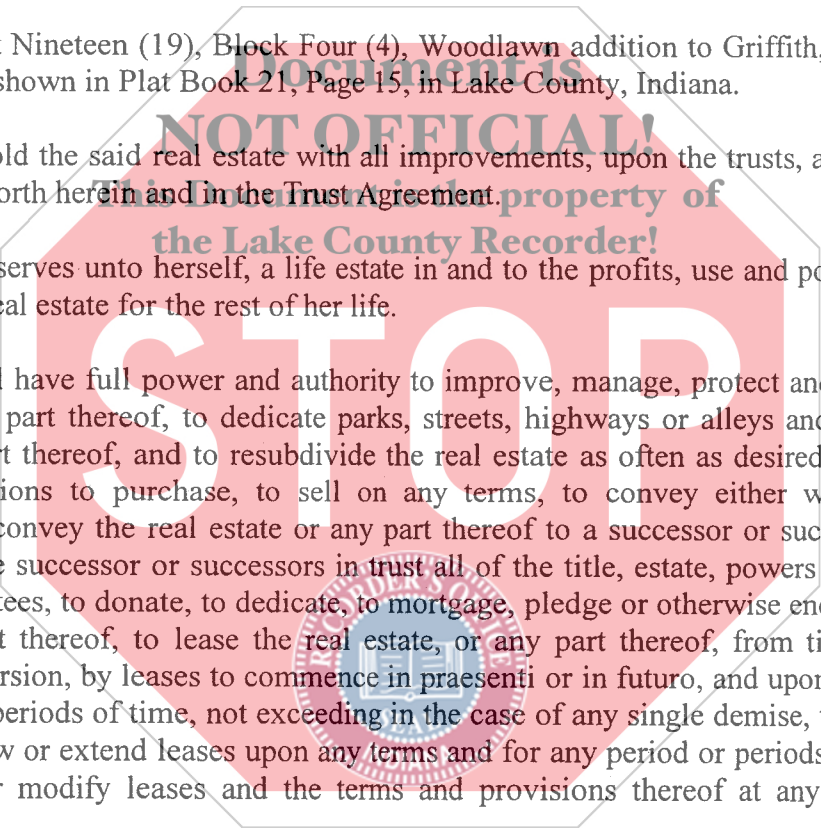 Nineteen (19), Block Four (4), Woodlawn addition to Griffith,
shown in Plat Book 21, Page 15, in Lake County, Indiana.
Document is
NOT OFFICIAL!
old the said real estate with all improvements, upon the trusts, a
orth herein and in the Trust Agreement.
This Document is the property of
the Lake County Recorder!
serves unto herself, a life estate in and to the profits, use and po
eal estate for the rest of her life.
STOP
l have full power and authority to improve, manage, protect an
part thereof, to dedicate parks, streets, highways or alleys and
t thereof, and to resubdivide the real estate as often as desired
ions to purchase, to sell on any terms, to convey either w
convey the real estate or any part thereof to a successor or suc
e successor or successors in trust all of the title, estate, powers
tees, to donate, to dedicate, to mortgage, pledge or otherwise en
t thereof, to lease the real estate, or any part thereof, from ti
rsion, by leases to commence in praesenti or in futuro, and upon
periods of time, not exceeding in the case of any single demise,
w or extend leases upon any terms and for any period or periods
r modify leases and the terms and provisions thereof at any
RECORDER'S OFFICE
SEAL
INDIANA